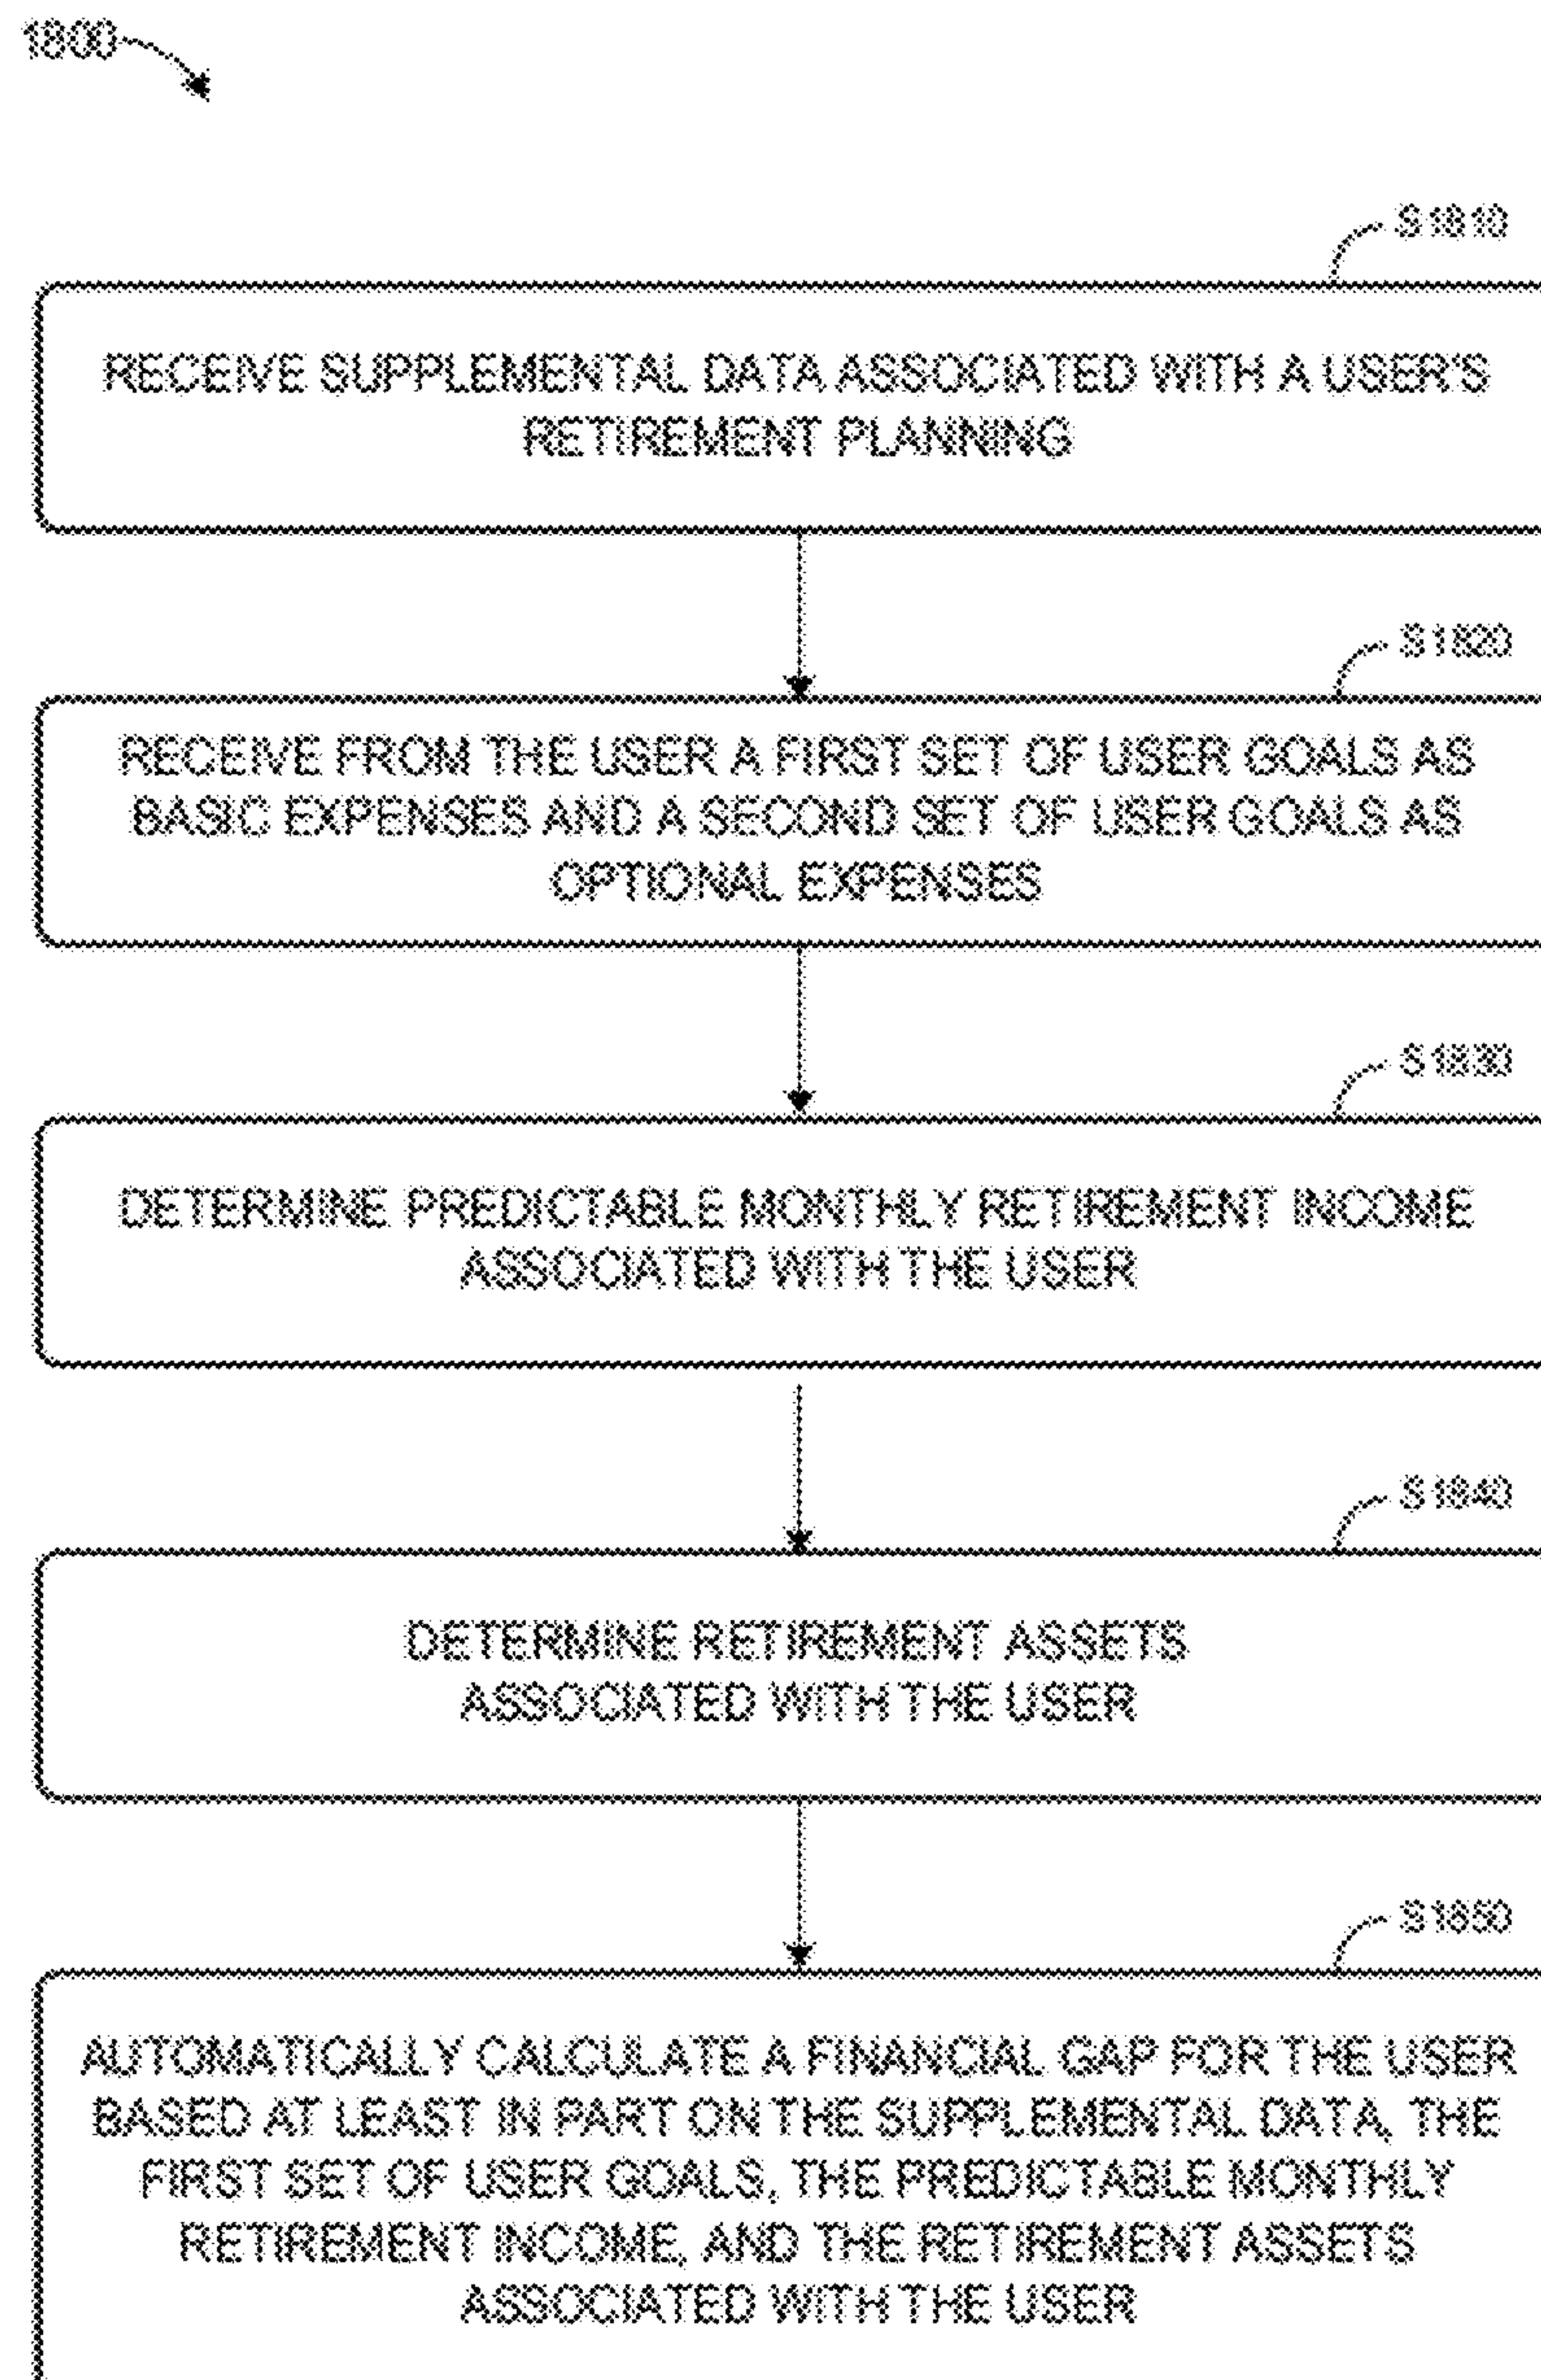 1800
S1810
RECEIVE SUPPLEMENTAL DATA ASSOCIATED WITH A USER'S
RETIREMENT PLANNING
S1820
RECEIVE FROM THE USER A FIRST SET OF USER GOALS AS
BASIC EXPENSES AND A SECOND SET OF USER GOALS AS
OPTIONAL EXPENSES
S1830
DETERMINE PREDICTABLE MONTHLY RETIREMENT INCOME
ASSOCIATED WITH THE USER
S1840
DETERMINE RETIREMENT ASSETS
ASSOCIATED WITH THE USER
S1850
AUTOMATICALLY CALCULATE A FINANCIAL GAP FOR THE USER
BASED AT LEAST IN PART ON THE SUPPLEMENTAL DATA, THE
FIRST SET OF USER GOALS, THE PREDICTABLE MONTHLY
RETIREMENT INCOME, AND THE RETIREMENT ASSETS
ASSOCIATED WITH THE USER